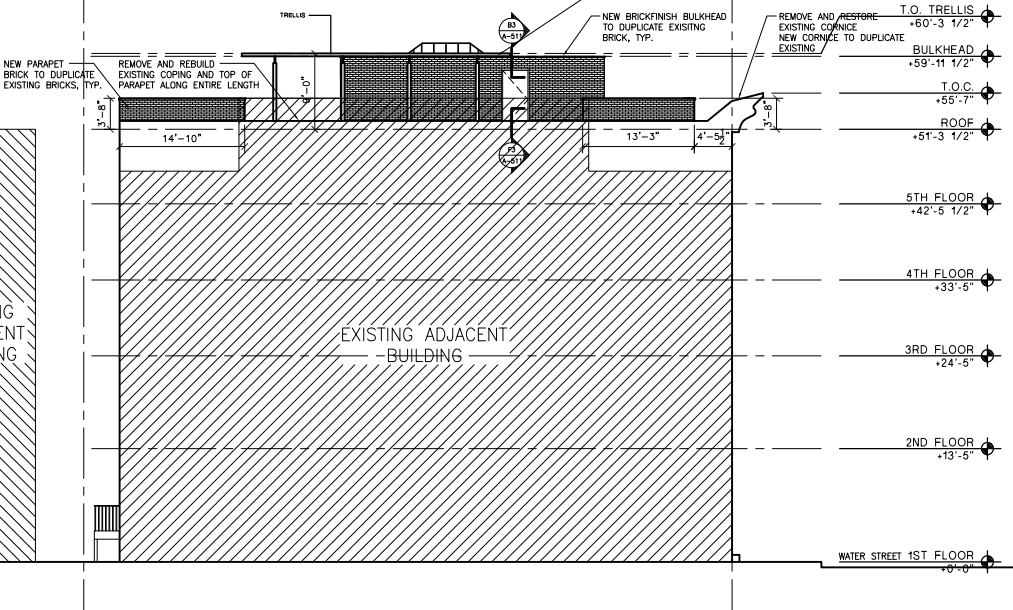 TRELLIS
B3
A-511
NEW BRICKFINISH BULKHEAD
TO DUPLICATE EXISITNG
BRICK, TYP.
REMOVE AND RESTORE
EXISTING CORNICE
NEW CORNICE TO DUPLICATE
EXISTING
T.O. TRELLIS
+60'-3 1/2"
BULKHEAD
+59'-11 1/2"
NEW PARAPET
BRICK TO DUPLICATE
EXISTING BRICKS, TYP.
REMOVE AND REBUILD
EXISTING COPING AND TOP OF
PARAPET ALONG ENTIRE LENGTH
9'-0"
T.O.C.
+55'-7"
3'-8"
3'-8"
ROOF
+51'-3 1/2"
14'-10"
13'-3"
4'-5 1/2"
F3
A-511
5TH FLOOR
+42'-5 1/2"
4TH FLOOR
+33'-5"
NG
ENT
NG
EXISTING ADJACENT
BUILDING
3RD FLOOR
+24'-5"
2ND FLOOR
+13'-5"
WATER STREET 1ST FLOOR
+0'-0"